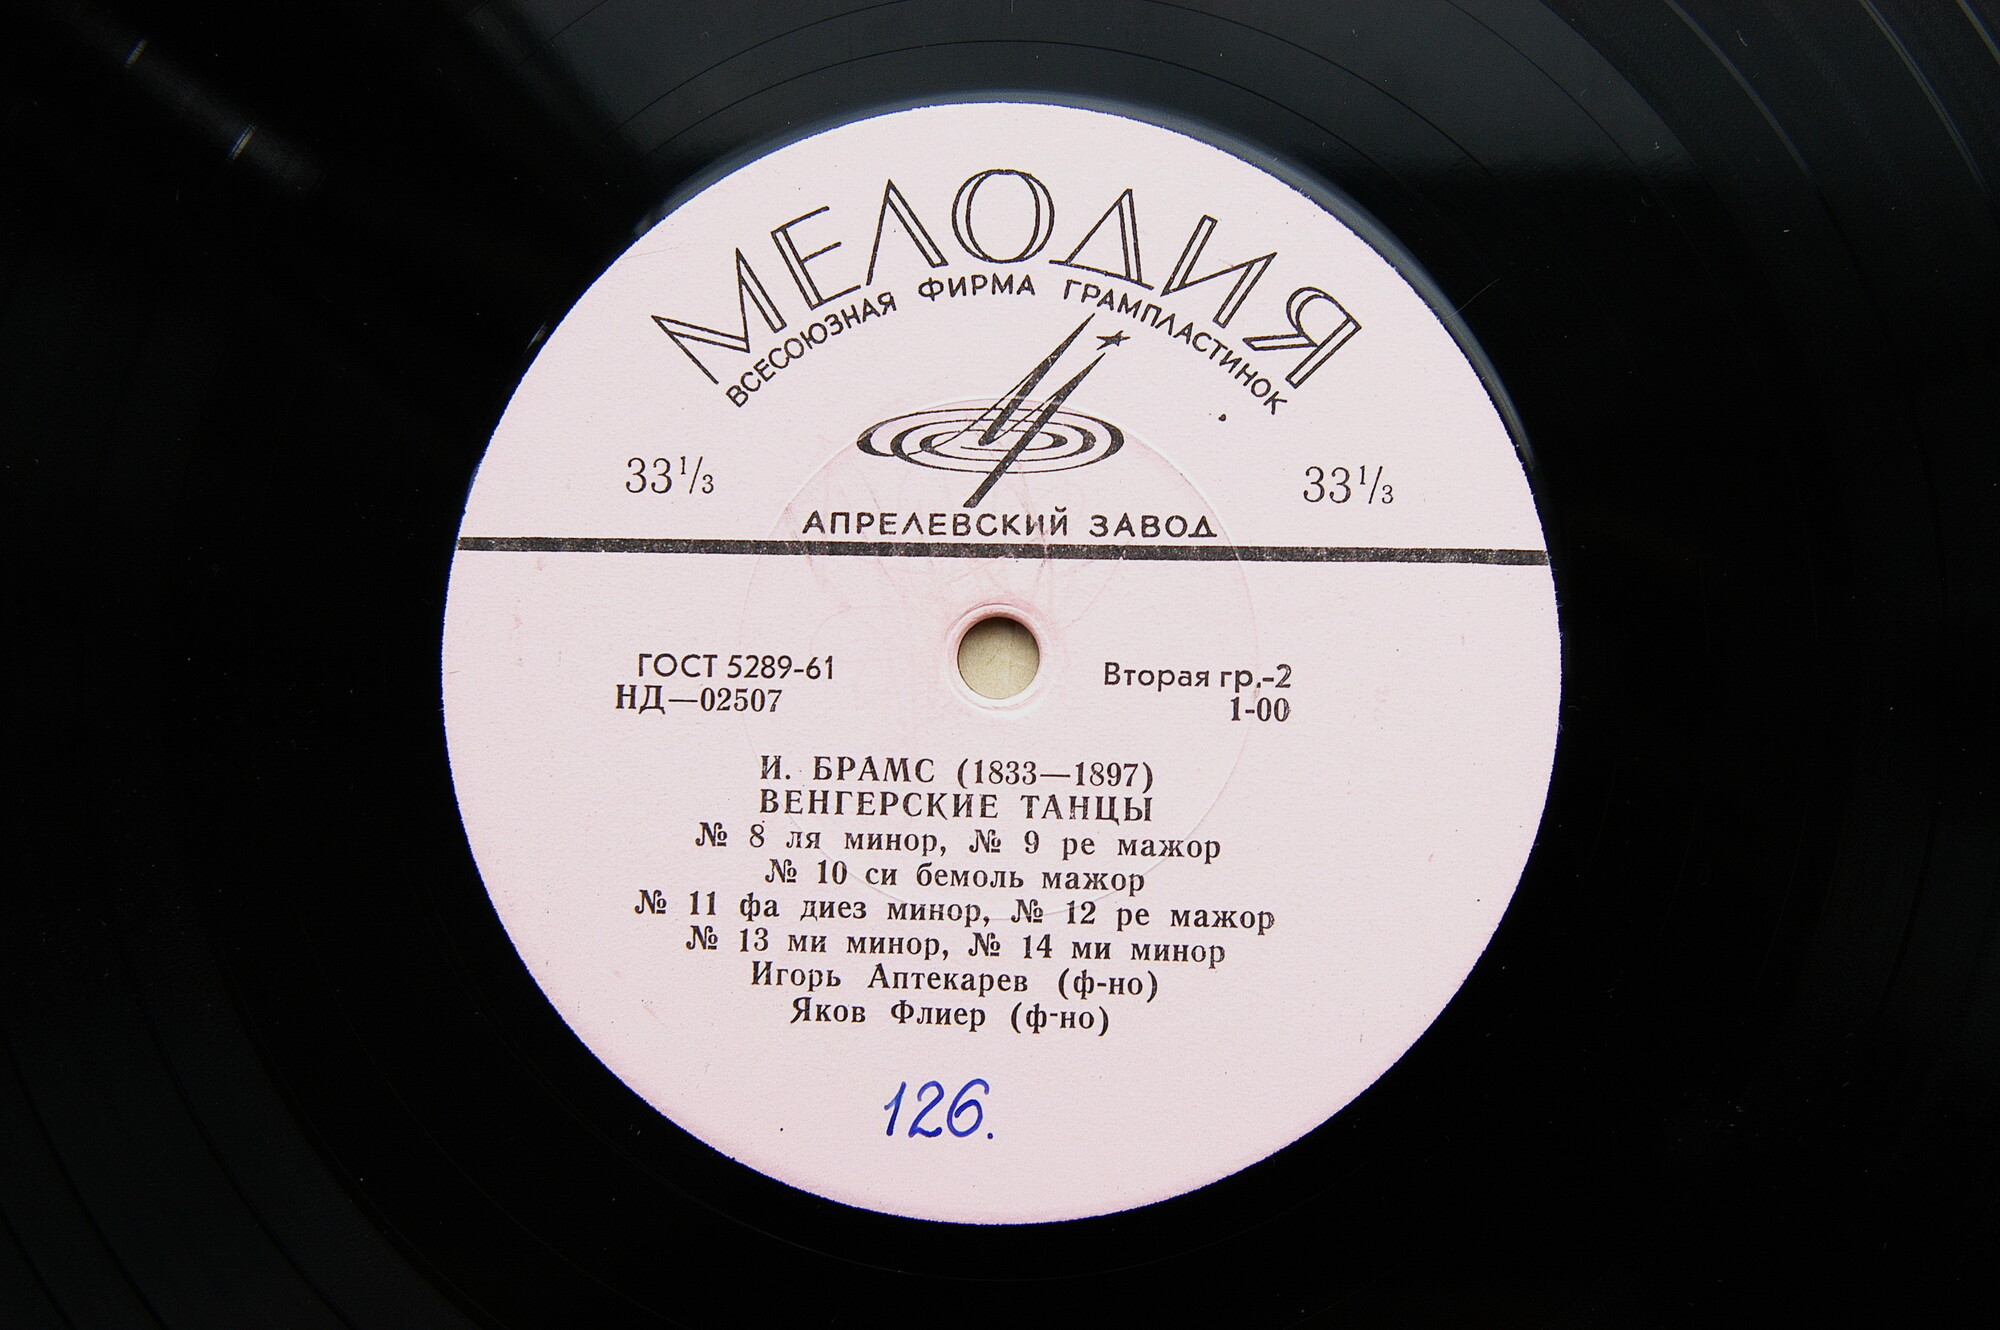 МЕЛОДИЯ
ВСЕСОЮЗНАЯ ФИРМА ГРАМПЛАСТИНОК
33¹/₃ 33¹/₃
АПРЕЛЕВСКИЙ ЗАВОД
ГОСТ 5289-61 Вторая гр.-2
НД—02507 1-00
И. БРАМС (1833—1897)
ВЕНГЕРСКИЕ ТАНЦЫ
№ 8 ля минор, № 9 ре мажор
№ 10 си бемоль мажор
№ 11 фа диез минор, № 12 ре мажор
№ 13 ми минор, № 14 ми минор
Игорь Аптекарев (ф-но)
Яков Флиер (ф-но)
126.